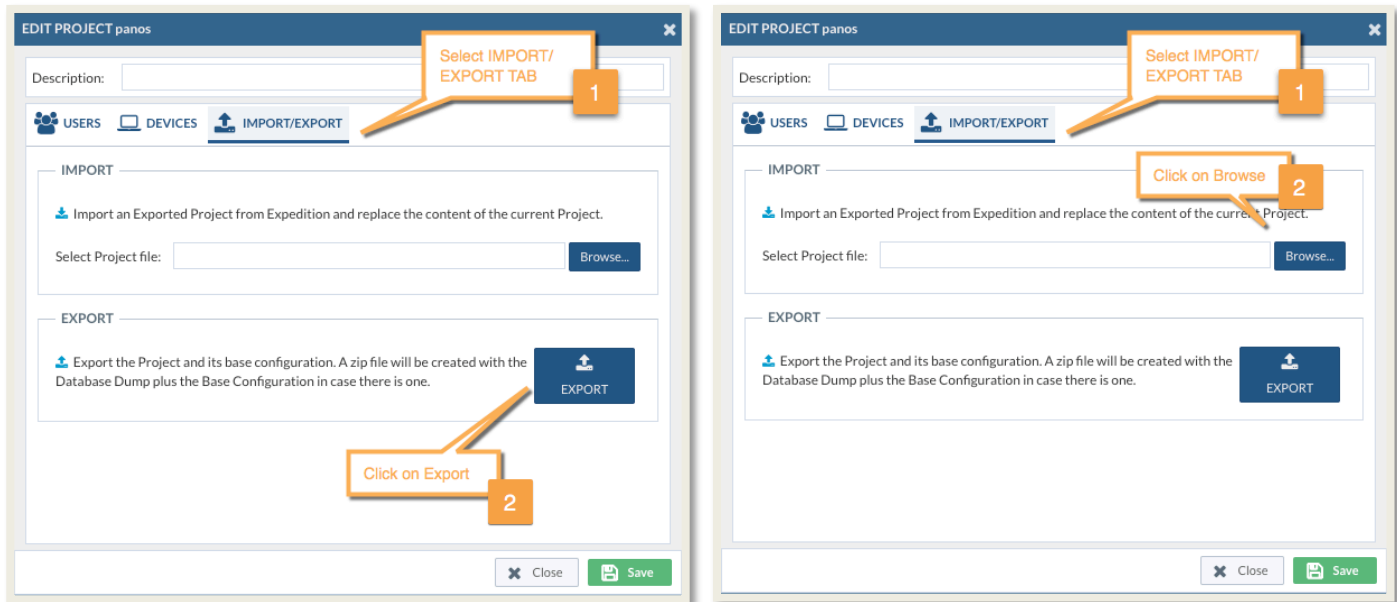 EDIT PROJECT panos
Select IMPORT/
EXPORT TAB
1
Description:
USERS
DEVICES
IMPORT/EXPORT
IMPORT
Import an Exported Project from Expedition and replace the content of the current Project.
Select Project file:
Browse...
EXPORT
Export the Project and its base configuration. A zip file will be created with the
Database Dump plus the Base Configuration in case there is one.
EXPORT
Click on Export
2
Close
Save
EDIT PROJECT panos
Select IMPORT/
EXPORT TAB
1
Description:
USERS
DEVICES
IMPORT/EXPORT
IMPORT
Click on Browse
2
Import an Exported Project from Expedition and replace the content of the current Project.
Select Project file:
Browse...
EXPORT
Export the Project and its base configuration. A zip file will be created with the
Database Dump plus the Base Configuration in case there is one.
EXPORT
Close
Save